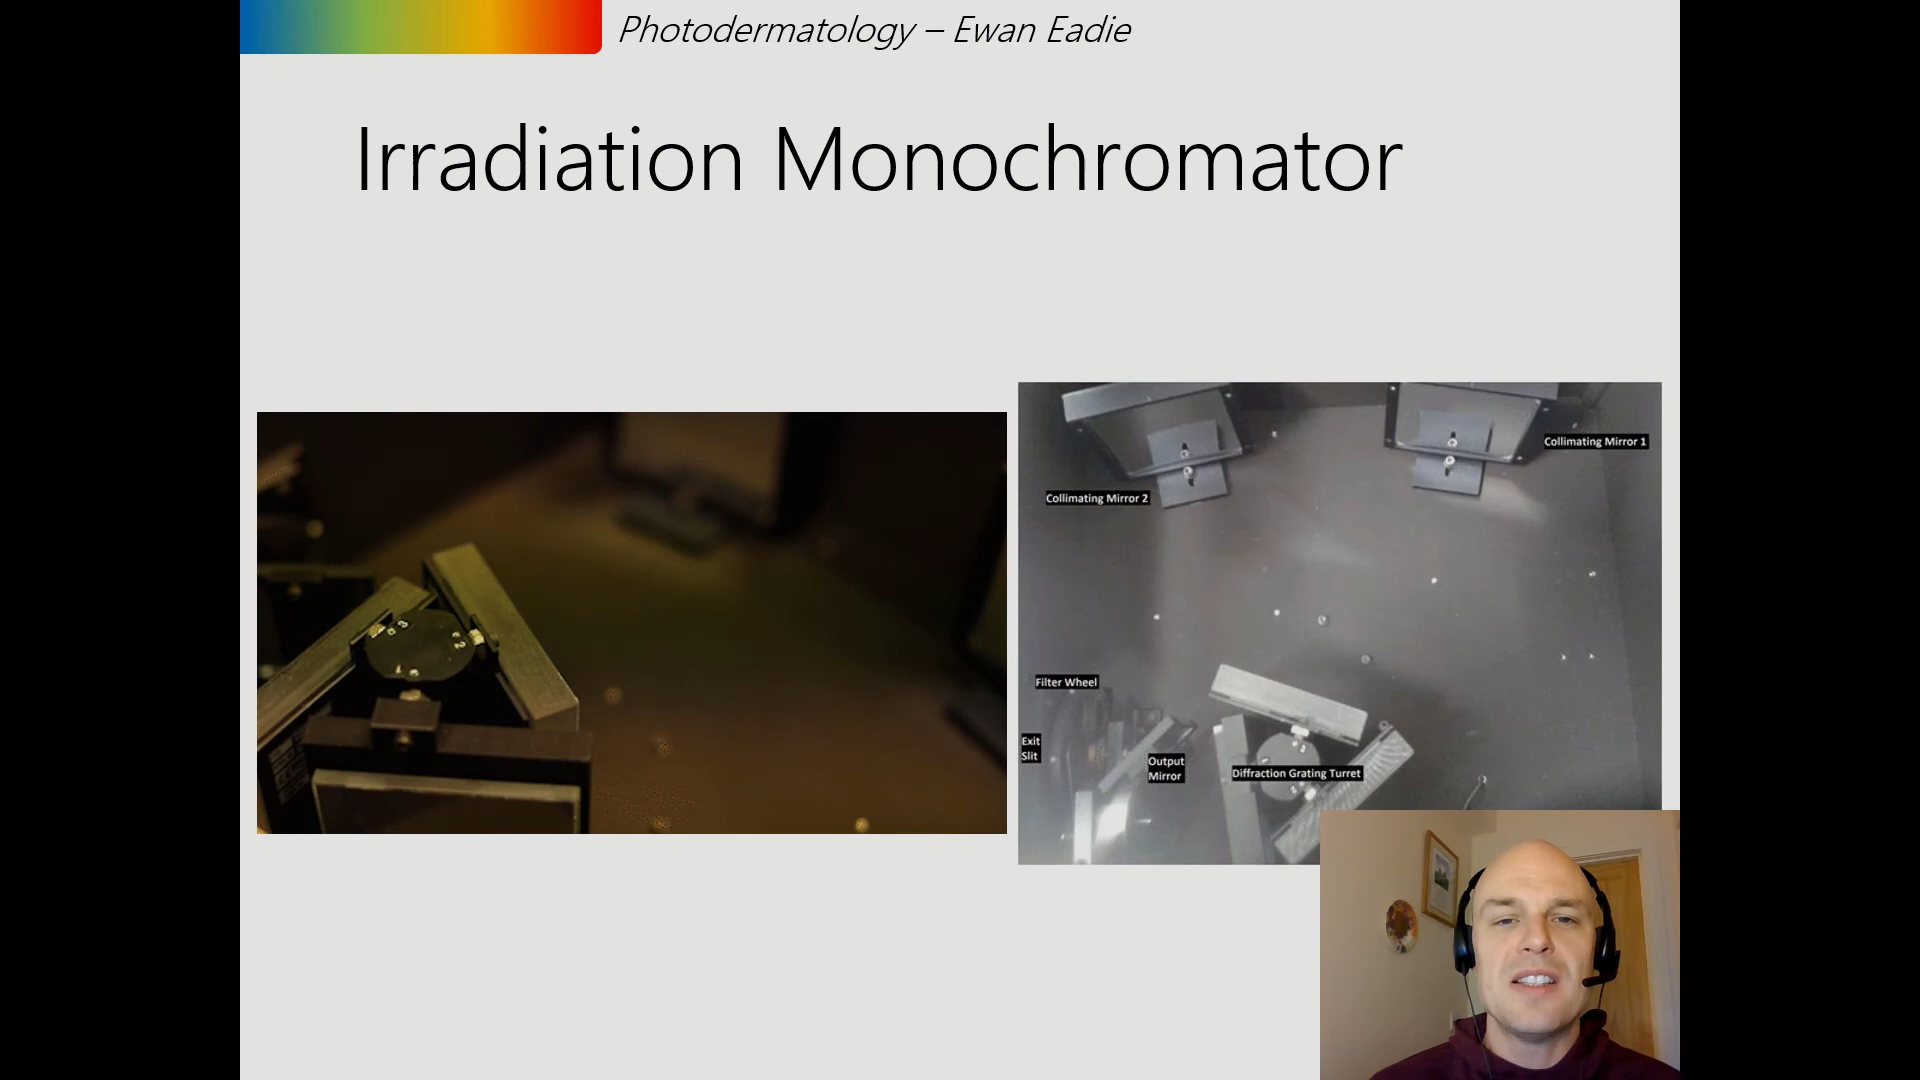 Photodermatology – Ewan Eadie
Irradiation Monochromator
Collimating Mirror 1
Collimating Mirror 2
Filter Wheel
Exit
Slit
Output
Mirror
Diffraction Grating Turret